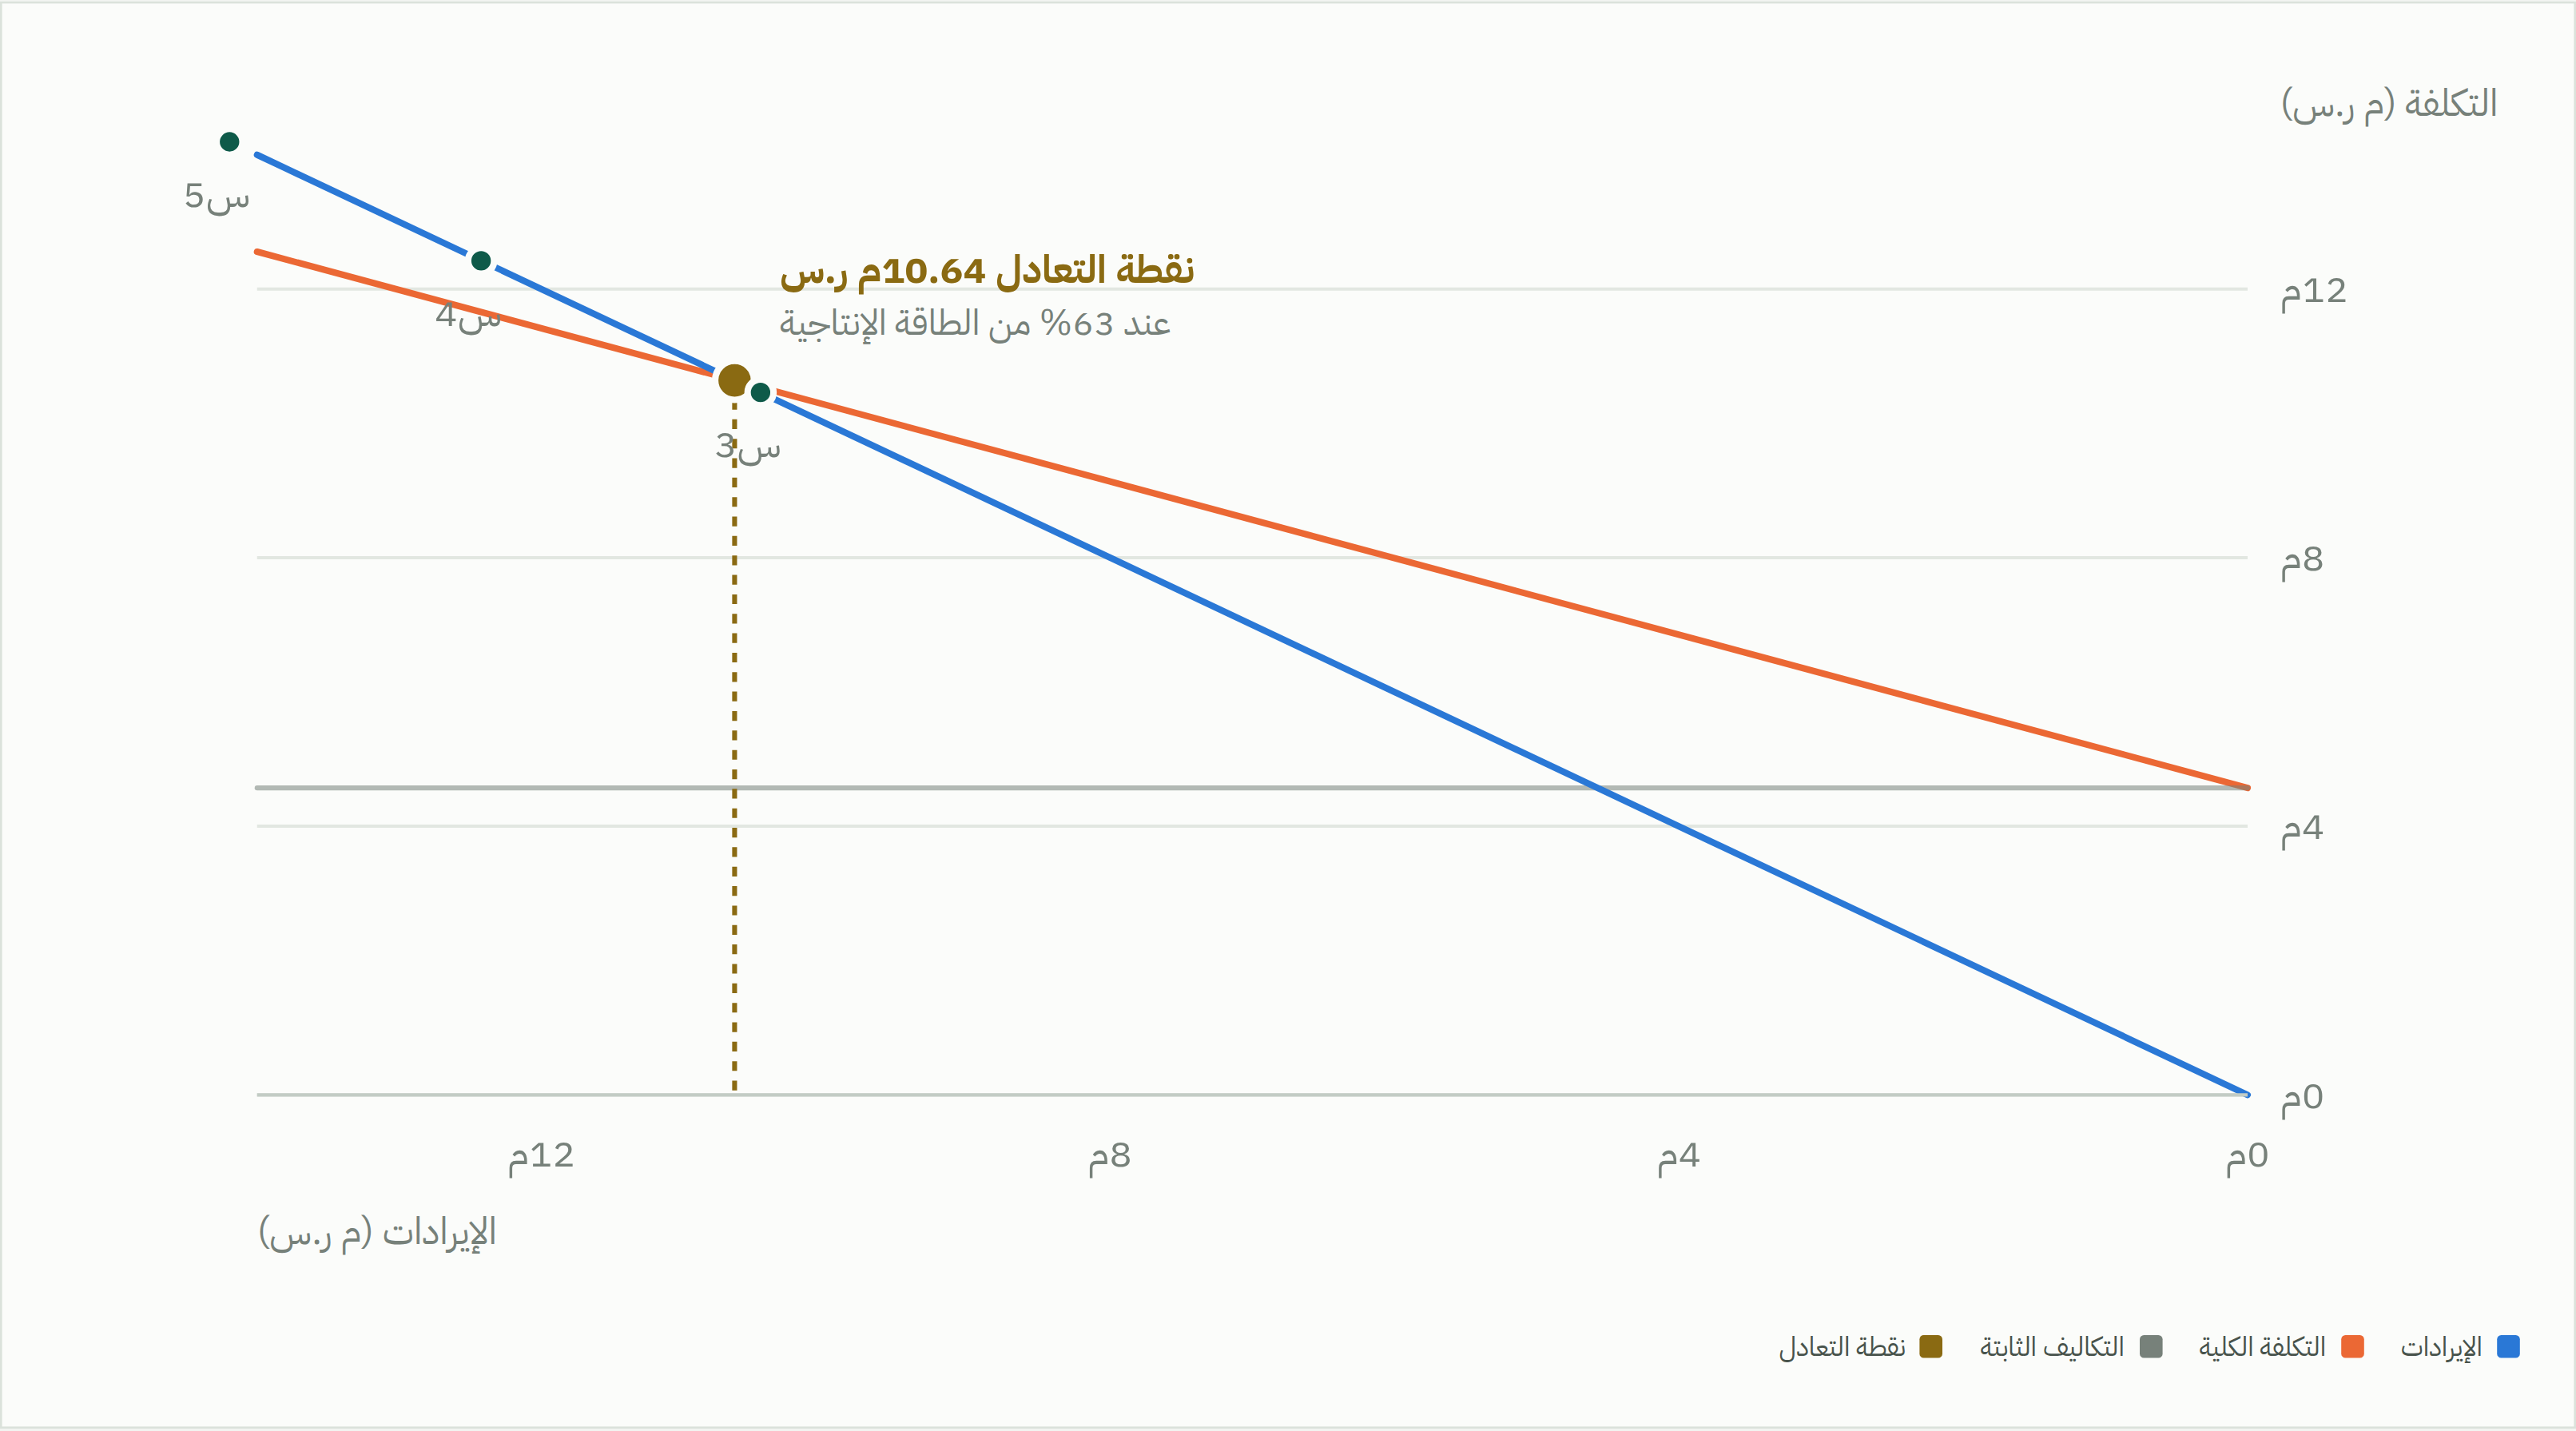 التكلفة (م ر.س)
س5
نقطة التعادل 10.64م ر.س
عند 63% من الطاقة الإنتاجية
12م
س4
س3
8م
4م
0م
0م
4م
8م
12م
الإيرادات (م ر.س)
الإيرادات
التكلفة الكلية
التكاليف الثابتة
نقطة التعادل